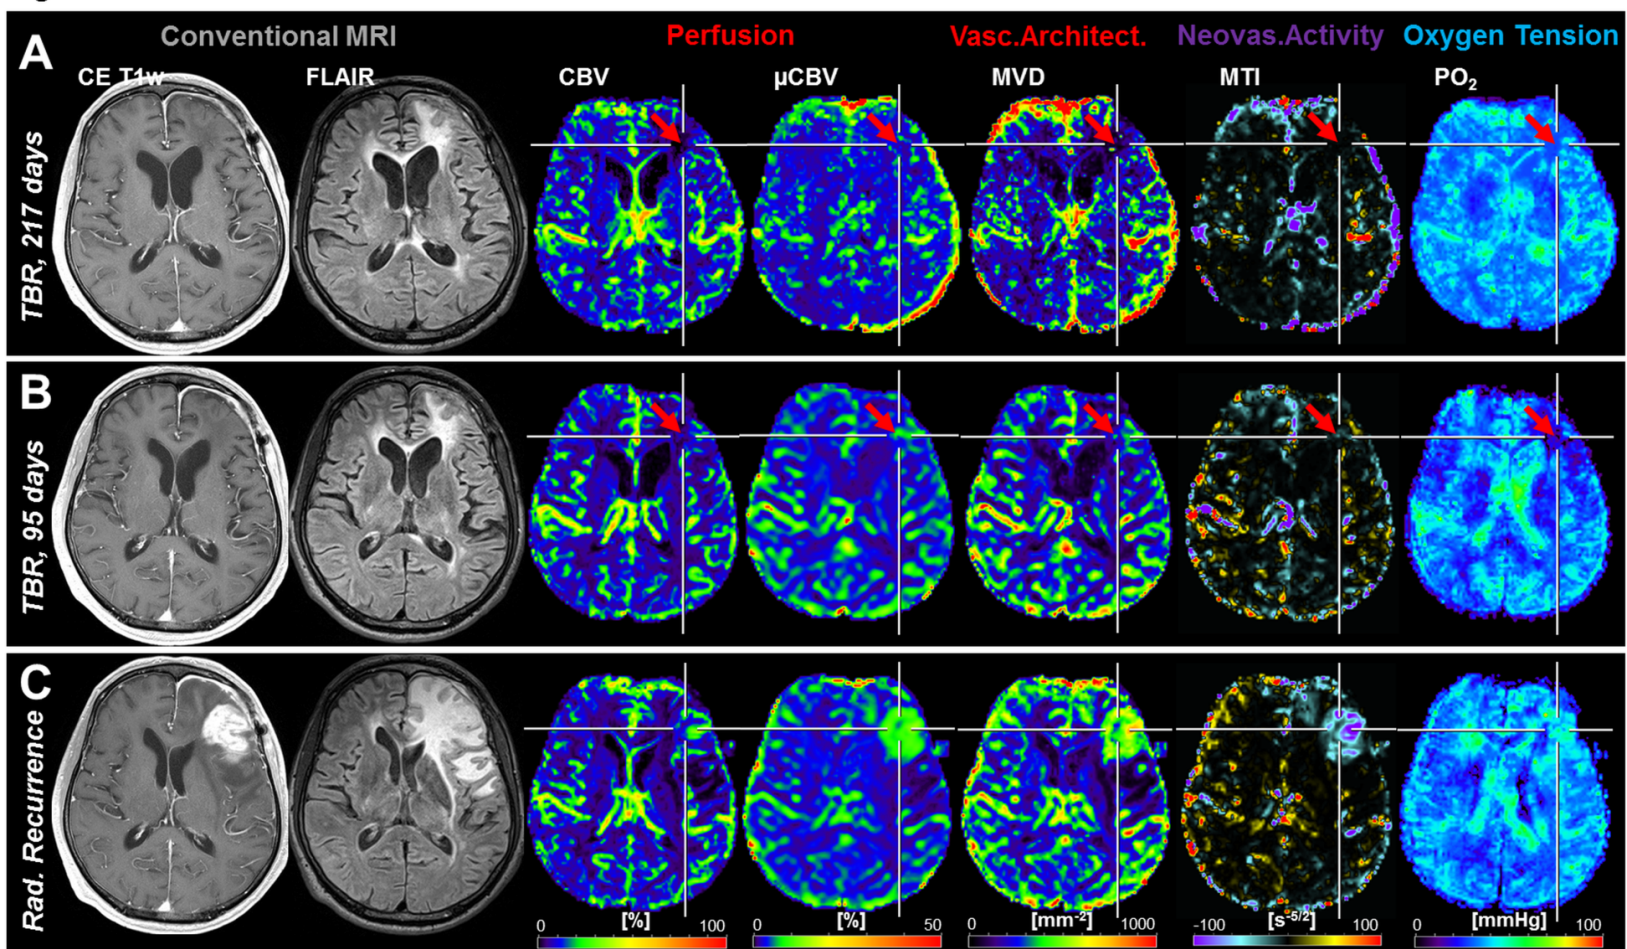 Conventional MRI Perfusion Vasc.Architect. Neovas.Activity Oxygen Tension
A
CE T1w FLAIR CBV µCBV MVD MTI PO2
TBR, 217 days
B
TBR, 95 days
C
Rad. Recurrence
0 [%] 100 0 [%] 50 0 [mm-2] 1000 -100 [s-5/2] 100 0 [mmHg] 100